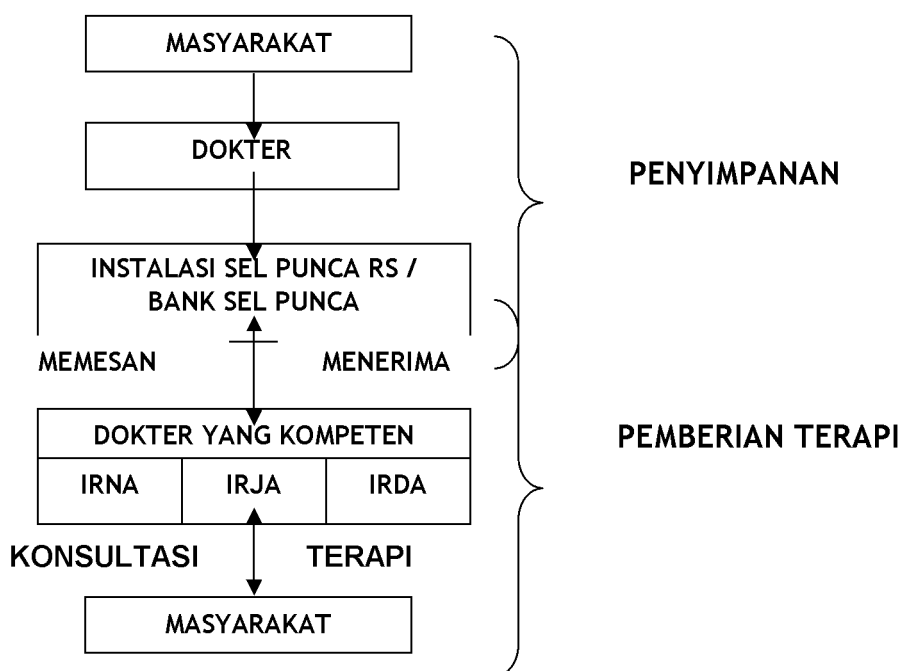 MASYARAKAT
DOKTER
PENYIMPANAN
INSTALASI SEL PUNCA RS /
BANK SEL PUNCA
MEMESAN
MENERIMA
DOKTER YANG KOMPETEN
PEMBERIAN TERAPI
IRNA
IRJA
IRDA
KONSULTASI
TERAPI
MASYARAKAT